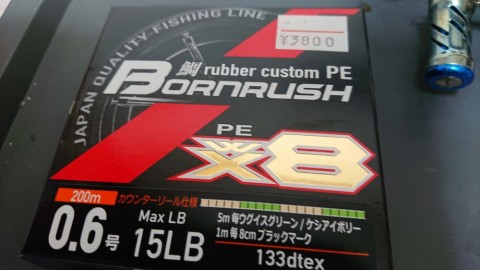 ¥3800
JAPAN QUALITY FISHING LINE
鯛 rubber custom PE
BORNRUSH
PE
WX8
200m カウンターリール仕様
0.6号
Max LB
15LB
5m毎ウグイスグリーン/ケシアイボリー
1m毎8cmブラックマーク
133dtex